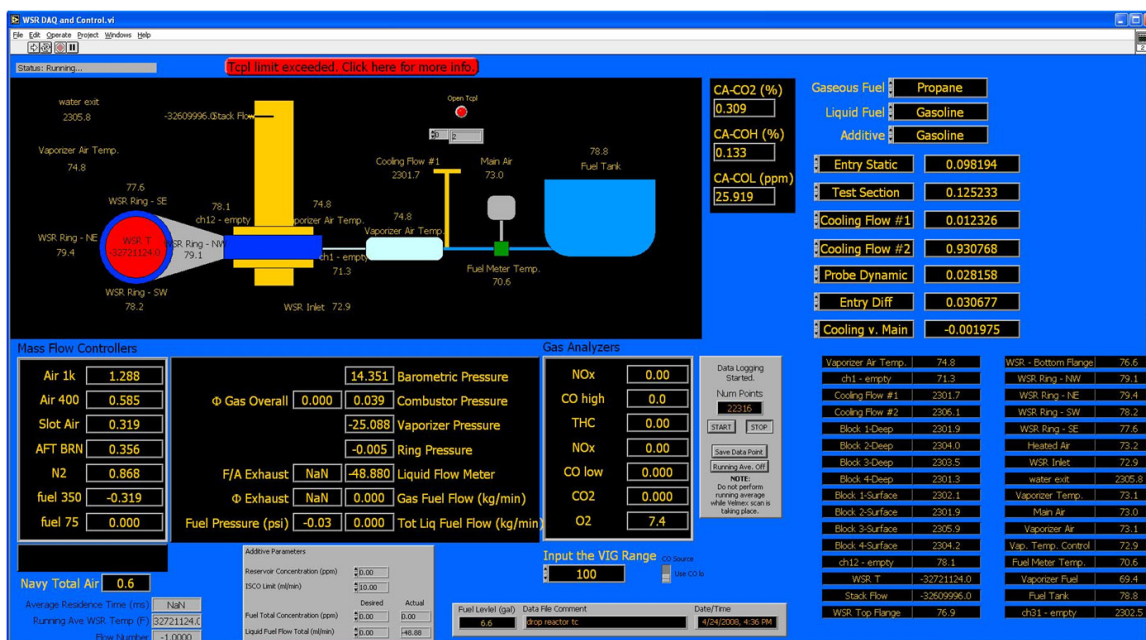 WSR DAQ and Control.vi
File Edit Operate Project Windows Help
Status: Running...
Tcpl limit exceeded. Click here for more info.
water exit
2305.8
-32609996.0
Stack Flow
Open Tcpl
0 2
Vaporizer Air Temp.
74.8
77.6
WSR Ring - SE
WSR Ring - NE
79.4
WSR T
-32721124.0
WSR Ring - NW
79.1
WSR Ring - SW
78.2
78.1
ch12 - empty
74.8
Vaporizer Air Temp.
ch1 - empty
71.3
WSR Inlet 72.9
Cooling Flow #1
2301.7
74.8
Vaporizer Air Temp.
Main Air
73.0
Fuel Meter Temp.
70.6
78.8
Fuel Tank
CA-CO2 (%)
0.309
CA-COH (%)
0.133
CA-COL (ppm)
25.919
Gaseous Fuel Propane
Liquid Fuel Gasoline
Additive Gasoline
Entry Static 0.098194
Test Section 0.125233
Cooling Flow #1 0.012326
Cooling Flow #2 0.930768
Probe Dynamic 0.028158
Entry Diff 0.030677
Cooling v. Main -0.001975
Mass Flow Controllers
Air 1k 1.288
Air 400 0.585
Slot Air 0.319
AFT BRN 0.356
N2 0.868
fuel 350 -0.319
fuel 75 0.000
14.351 Barometric Pressure
Φ Gas Overall 0.000 0.039 Combustor Pressure
-25.088 Vaporizer Pressure
-0.005 Ring Pressure
F/A Exhaust NaN -48.880 Liquid Flow Meter
Φ Exhaust NaN 0.000 Gas Fuel Flow (kg/min)
Fuel Pressure (psi) -0.03 0.000 Tot Liq Fuel Flow (kg/min)
Gas Analyzers
NOx 0.00
CO high 0.0
THC 0.00
NOx 0.00
CO low 0.000
CO2 0.000
O2 7.4
Data Logging
Started.
Num Points
22316
START STOP
Save Data Point
Running Ave. Off
NOTE:
Do not perform
running average
while Velmex scan is
taking place.
Vaporizer Air Temp. 74.8
ch1 - empty 71.3
Cooling Flow #1 2301.7
Cooling Flow #2 2306.1
Block 1-Deep 2301.9
Block 2-Deep 2304.0
Block 3-Deep 2303.5
Block 4-Deep 2301.3
Block 1-Surface 2302.1
Block 2-Surface 2301.9
Block 3-Surface 2305.9
Block 4-Surface 2304.2
ch12 - empty 78.1
WSR T -32721124.0
Stack Flow -32609996.0
WSR Top Flange 76.9
WSR - Bottom Flange 76.6
WSR Ring - NW 79.1
WSR Ring - NE 79.4
WSR Ring - SW 78.2
WSR Ring - SE 77.6
Heated Air 73.2
WSR Inlet 72.9
water exit 2305.8
Vaporizer Temp. 73.1
Main Air 73.0
Vaporizer Air 73.1
Vap. Temp. Control 72.9
Fuel Meter Temp. 70.6
Vaporizer Fuel 69.4
Fuel Tank 78.8
ch31 - empty 2302.5
Navy Total Air 0.6
Average Residence Time (ms) NaN
Running Ave WSR Temp (F) 32721124.0
Flow Number -1.0000
Additive Parameters
Reservoir Concentration (ppm) 0.00
ISCO Limit (ml/min) 10.00
Desired Actual
Fuel Total Concentration (ppm) 0.00 0.00
Liquid Fuel Flow Total (ml/min) 0.00 -48.88
Input the VIG Range
100
CO Source
Use CO lo
Fuel Levlel (gal) Data File Comment Date/Time
6.6 drop reactor tc 4/24/2008, 4:36 PM